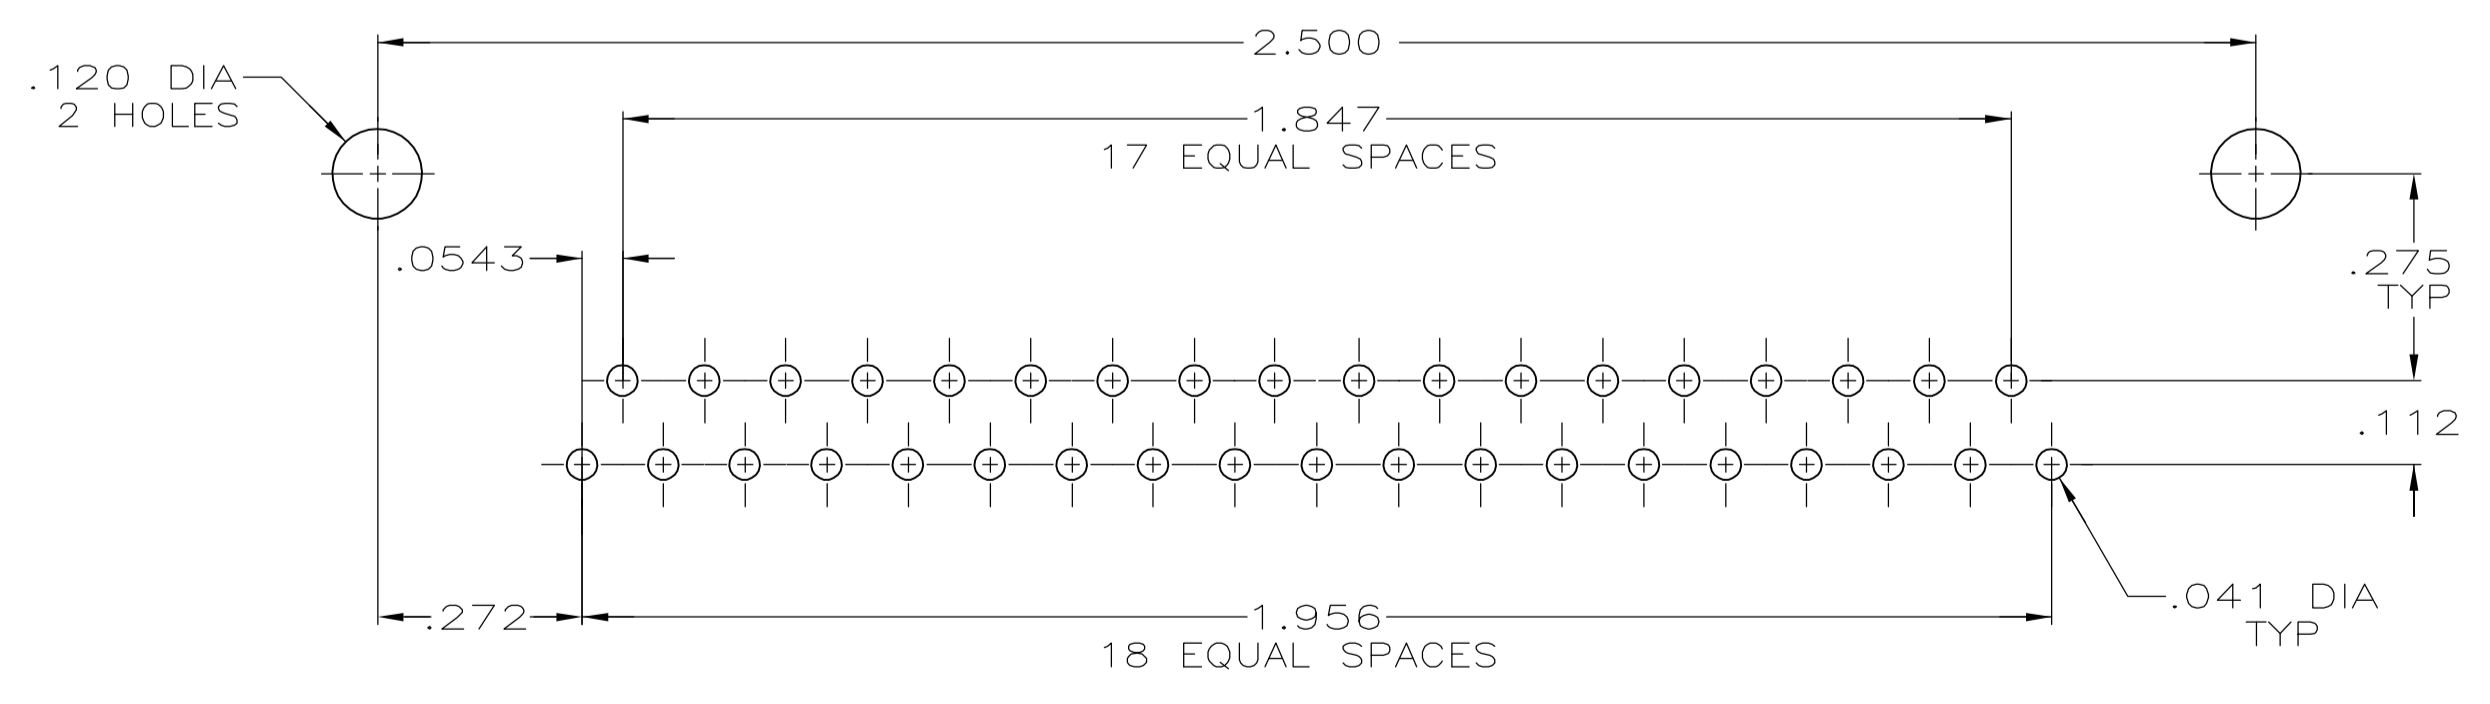 2.500
.120 DIA
2 HOLES
1.847
17 EQUAL SPACES
.0543
.275
TYP
.112
.272
1.956
18 EQUAL SPACES
.041 DIA
TYP